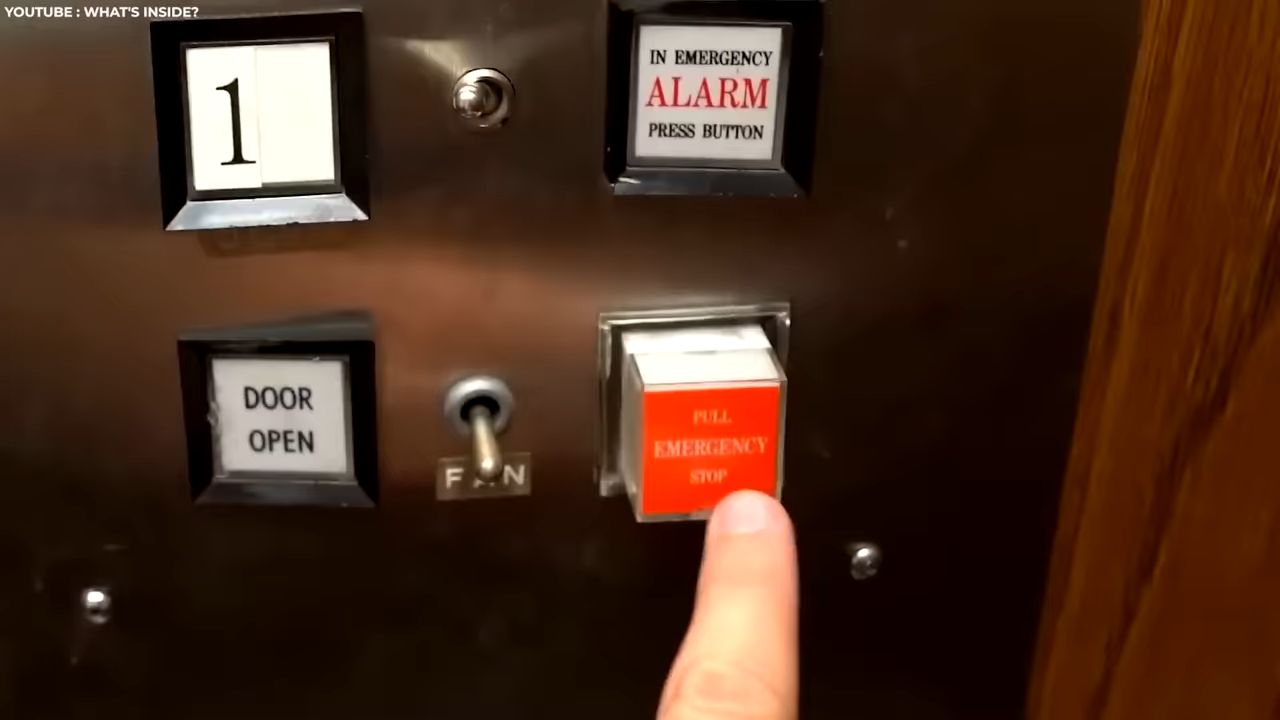 YOUTUBE : WHAT'S INSIDE?
1
IN EMERGENCY
ALARM
PRESS BUTTON
DOOR
OPEN
FAN
PULL
EMERGENCY
STOP